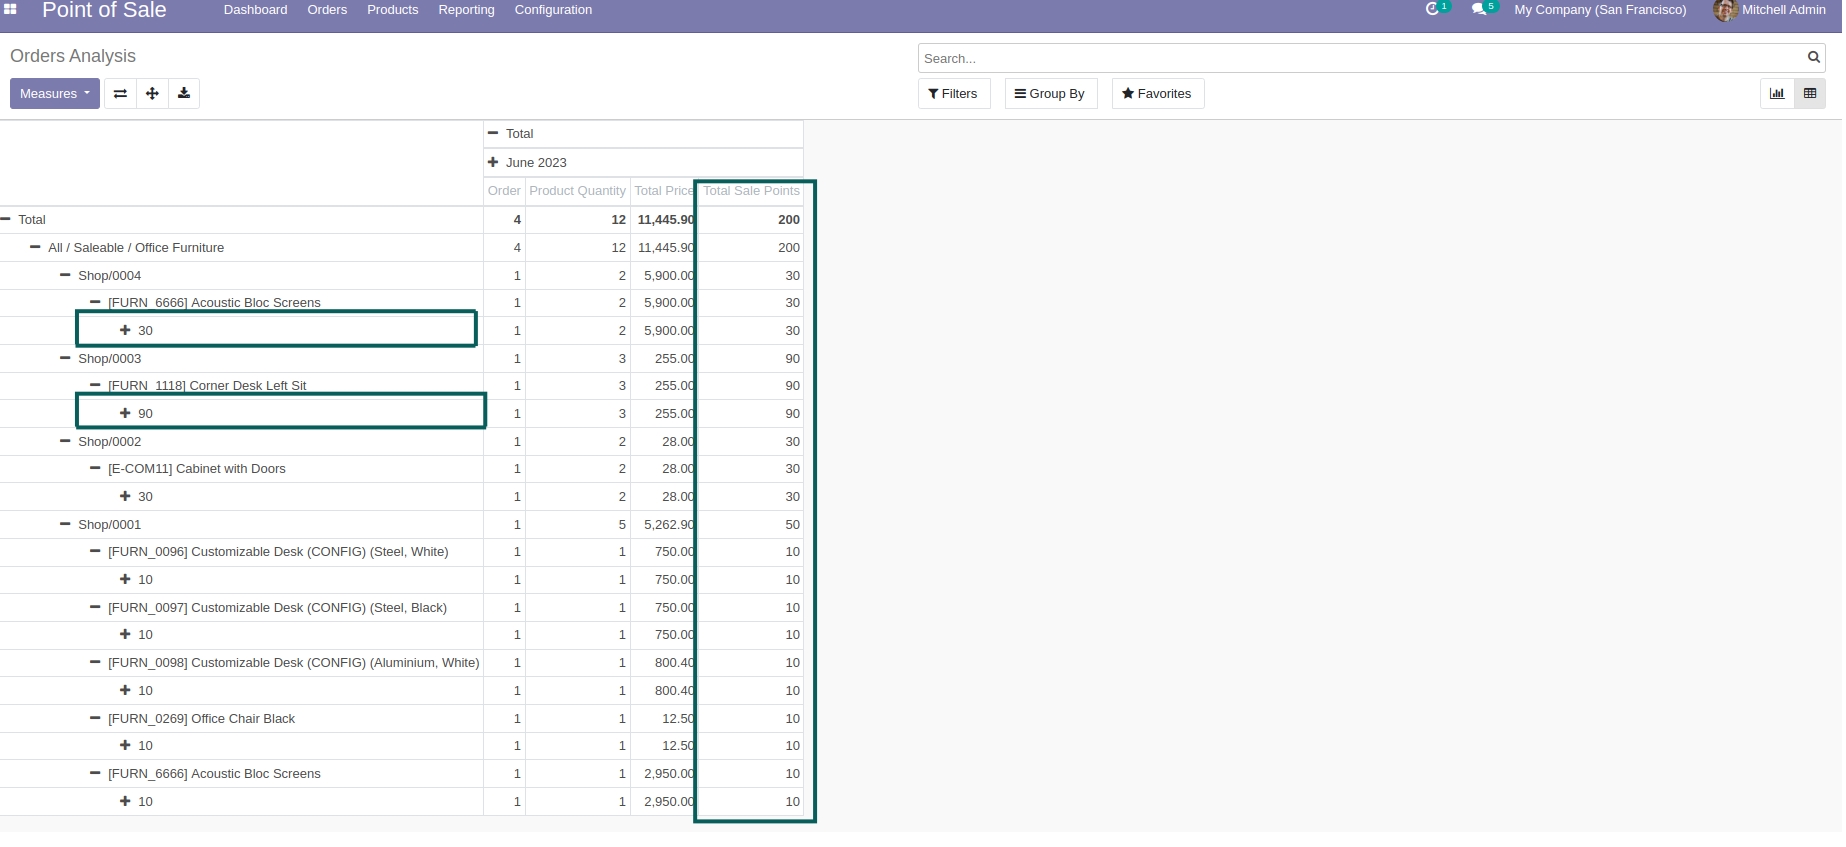 Point of Sale Dashboard Orders Products Reporting Configuration 1 5 My Company (San Francisco) Mitchell Admin
Orders Analysis
Search...
Measures Filters Group By Favorites
Total
June 2023
Order Product Quantity Total Price Total Sale Points
Total 4 12 11,445.90 200
All / Saleable / Office Furniture 4 12 11,445.90 200
Shop/0004 1 2 5,900.00 30
[FURN_6666] Acoustic Bloc Screens 1 2 5,900.00 30
30 1 2 5,900.00 30
Shop/0003 1 3 255.00 90
[FURN_1118] Corner Desk Left Sit 1 3 255.00 90
90 1 3 255.00 90
Shop/0002 1 2 28.00 30
[E-COM11] Cabinet with Doors 1 2 28.00 30
30 1 2 28.00 30
Shop/0001 1 5 5,262.90 50
[FURN_0096] Customizable Desk (CONFIG) (Steel, White) 1 1 750.00 10
10 1 1 750.00 10
[FURN_0097] Customizable Desk (CONFIG) (Steel, Black) 1 1 750.00 10
10 1 1 750.00 10
[FURN_0098] Customizable Desk (CONFIG) (Aluminium, White) 1 1 800.40 10
10 1 1 800.40 10
[FURN_0269] Office Chair Black 1 1 12.50 10
10 1 1 12.50 10
[FURN_6666] Acoustic Bloc Screens 1 1 2,950.00 10
10 1 1 2,950.00 10